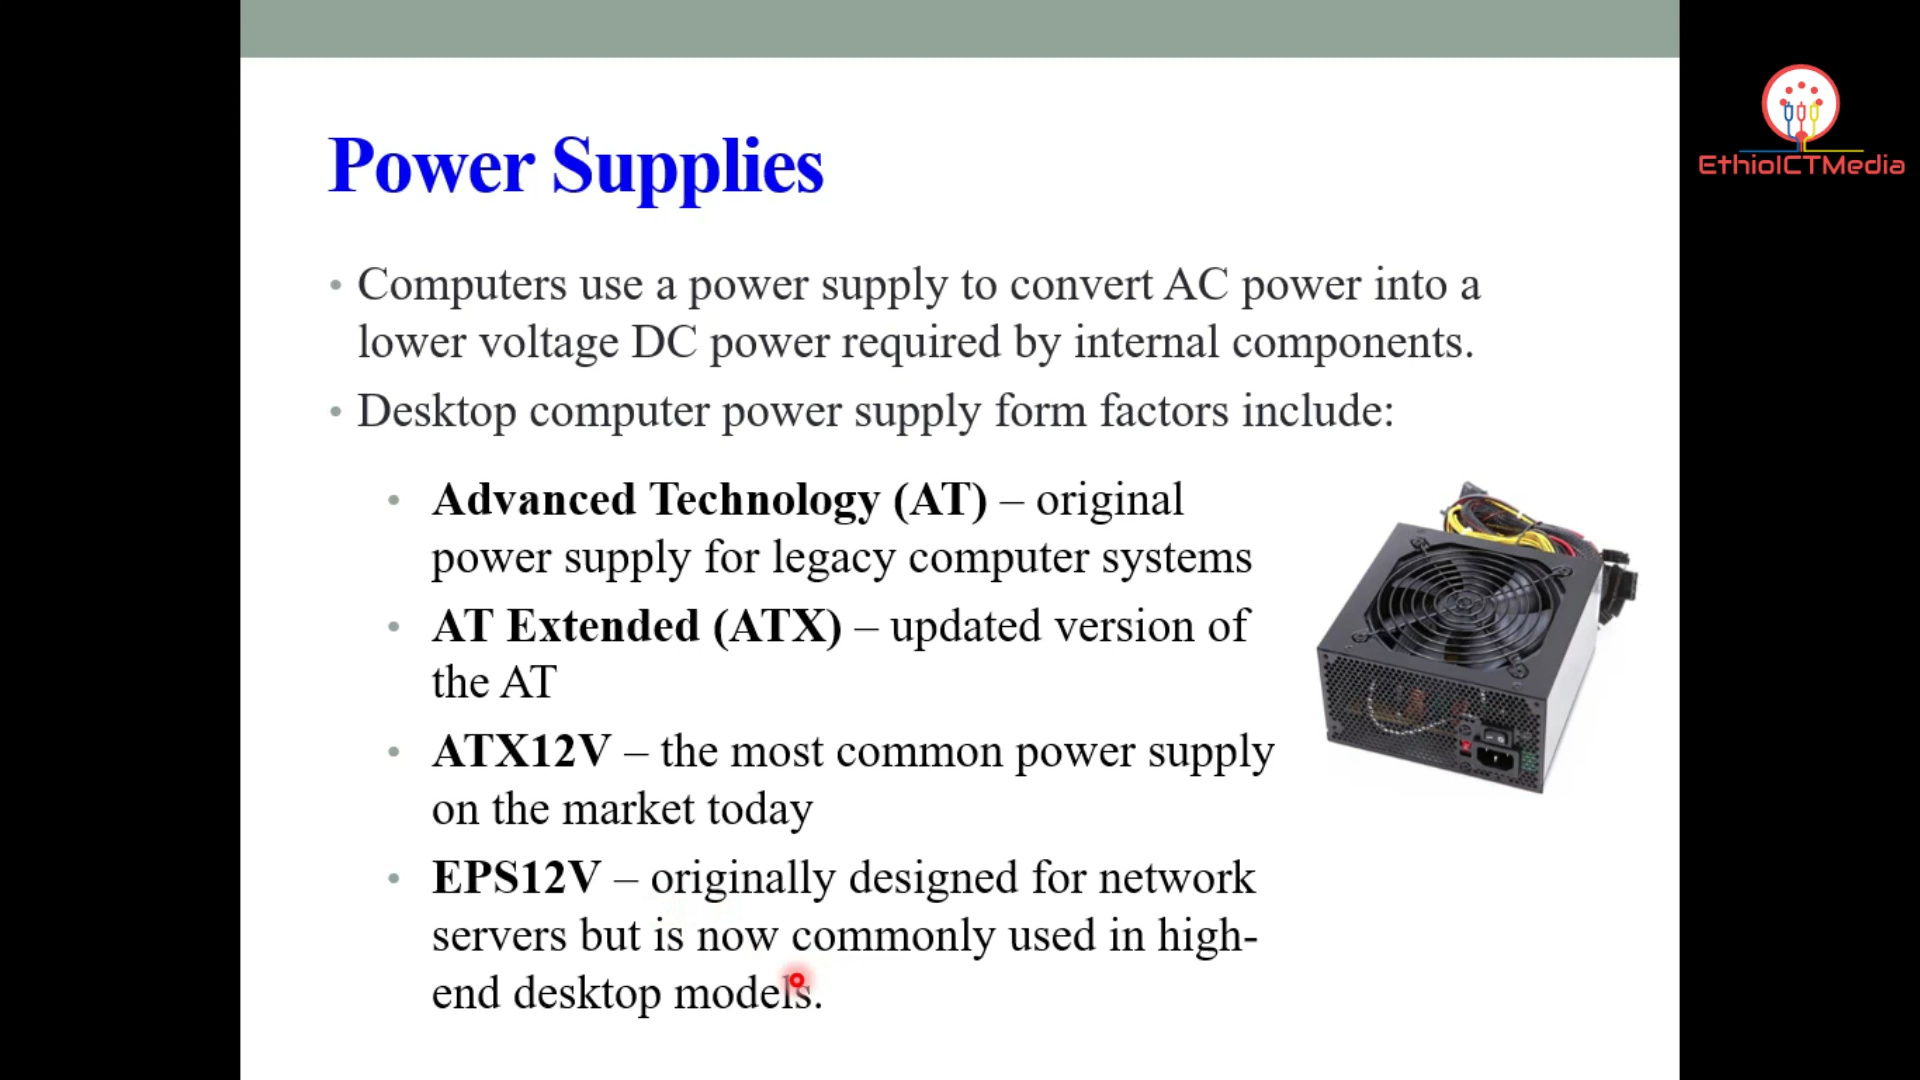 Power Supplies
EthioICTMedia
• Computers use a power supply to convert AC power into a
lower voltage DC power required by internal components.
• Desktop computer power supply form factors include:
• Advanced Technology (AT) – original
power supply for legacy computer systems
• AT Extended (ATX) – updated version of
the AT
• ATX12V – the most common power supply
on the market today
• EPS12V – originally designed for network
servers but is now commonly used in high-
end desktop models.